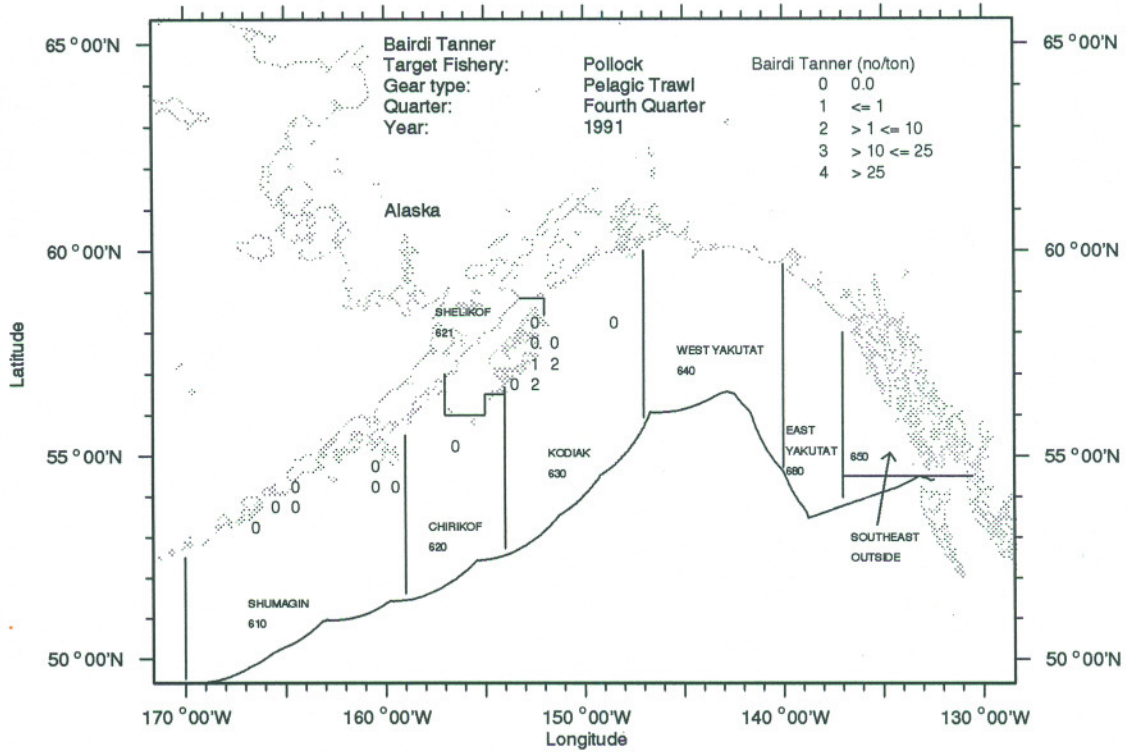 65 °00'N 65 °00'N
Bairdi Tanner
Target Fishery: Pollock
Gear type: Pelagic Trawl
Quarter: Fourth Quarter
Year: 1991
Bairdi Tanner (no/ton)
0 0.0
1 <= 1
2 > 1 <= 10
3 > 10 <= 25
4 > 25
Alaska
60 °00'N 60 °00'N
SHELIKOF
621
0 0
0 0
1 2
0 2
WEST YAKUTAT
640
EAST
YAKUTAT
680
650
0
KODIAK
630
55 °00'N 55 °00'N
0
0 0
0
0 0
0
CHIRIKOF
620
SOUTHEAST
OUTSIDE
SHUMAGIN
610
50 °00'N 50 °00'N
170 °00'W 160 °00'W 150 °00'W 140 °00'W 130 °00'W
Longitude
Latitude